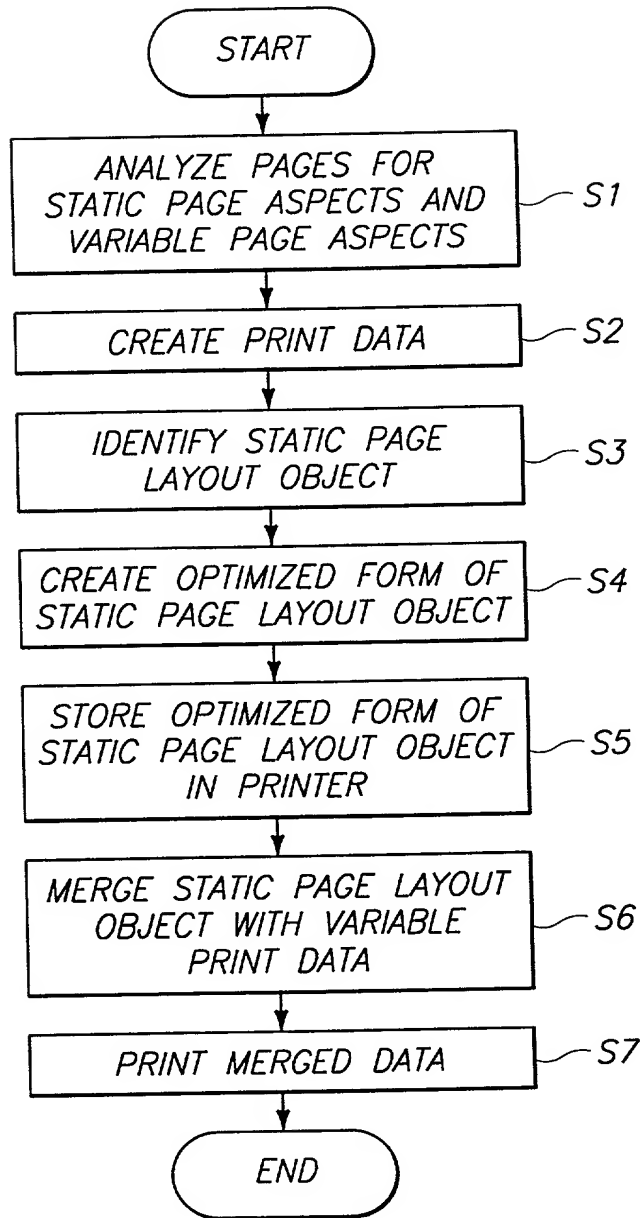 START
ANALYZE PAGES FOR
STATIC PAGE ASPECTS AND
VARIABLE PAGE ASPECTS
S1
CREATE PRINT DATA
S2
IDENTIFY STATIC PAGE
LAYOUT OBJECT
S3
CREATE OPTIMIZED FORM OF
STATIC PAGE LAYOUT OBJECT
S4
STORE OPTIMIZED FORM OF
STATIC PAGE LAYOUT OBJECT
IN PRINTER
S5
MERGE STATIC PAGE LAYOUT
OBJECT WITH VARIABLE
PRINT DATA
S6
PRINT MERGED DATA
S7
END